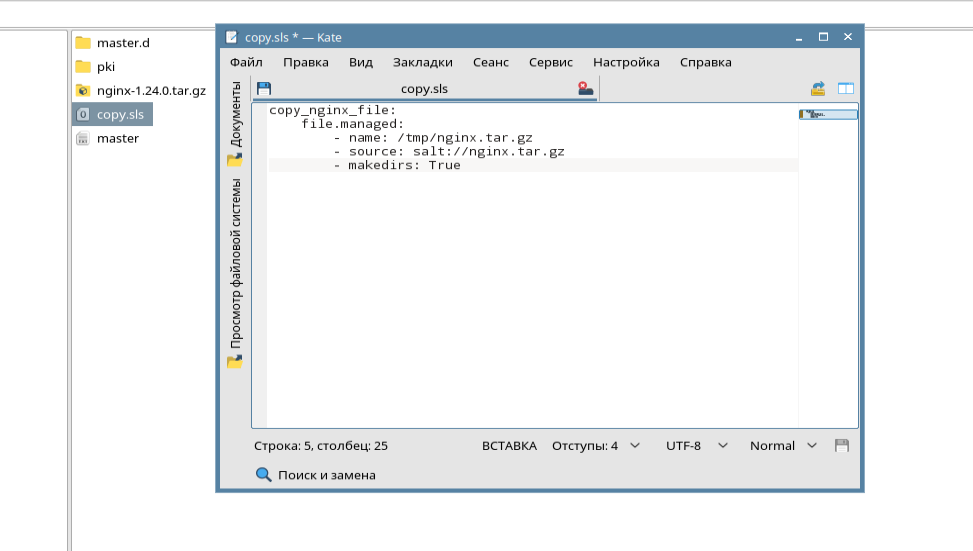 master.d
pki
nginx-1.24.0.tar.gz
copy.sls
master
copy.sls * — Kate
Файл Правка Вид Закладки Сеанс Сервис Настройка Справка
Документы
Просмотр файловой системы
copy.sls
copy_nginx_file:
    file.managed:
        - name: /tmp/nginx.tar.gz
        - source: salt://nginx.tar.gz
        - makedirs: True
Строка: 5, столбец: 25 ВСТАВКА Отступы: 4 UTF-8 Normal
Поиск и замена